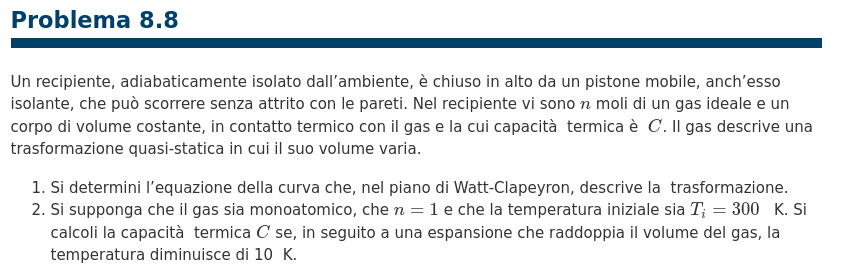 Problema 8.8
Un recipiente, adiabaticamente isolato dall’ambiente, è chiuso in alto da un pistone mobile, anch’esso
isolante, che può scorrere senza attrito con le pareti. Nel recipiente vi sono n moli di un gas ideale e un
corpo di volume costante, in contatto termico con il gas e la cui capacità termica è C. Il gas descrive una
trasformazione quasi-statica in cui il suo volume varia.
1. Si determini l’equazione della curva che, nel piano di Watt-Clapeyron, descrive la trasformazione.
2. Si supponga che il gas sia monoatomico, che n = 1 e che la temperatura iniziale sia T_i = 300 K. Si
calcoli la capacità termica C se, in seguito a una espansione che raddoppia il volume del gas, la
temperatura diminuisce di 10 K.